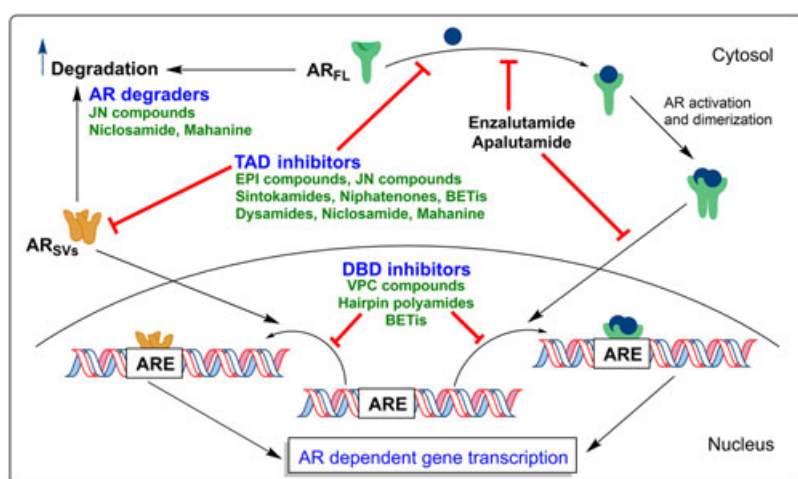 Cytosol
Degradation
AR_FL
AR degraders
JN compounds
Niclosamide, Mahanine
Enzalutamide
Apalutamide
AR activation
and dimerization
TAD inhibitors
EPI compounds, JN compounds
Sintokamides, Niphatenones, BETis
Dysamides, Niclosamide, Mahanine
AR_SVs
DBD inhibitors
VPC compounds
Hairpin polyamides
BETis
ARE
ARE
ARE
AR dependent gene transcription
Nucleus